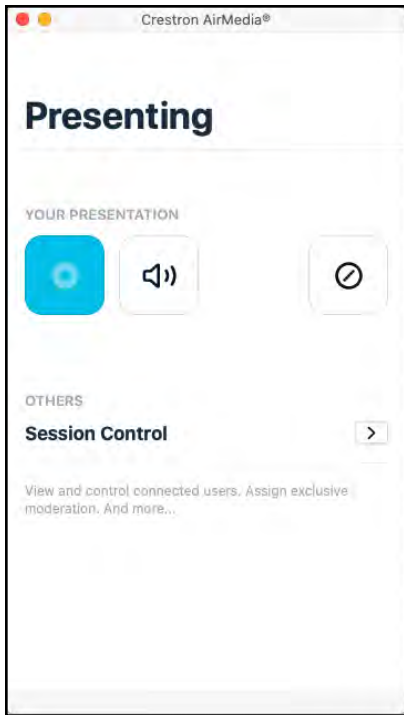 Crestron AirMedia®
Presenting
YOUR PRESENTATION
OTHERS
Session Control
View and control connected users. Assign exclusive
moderation. And more...